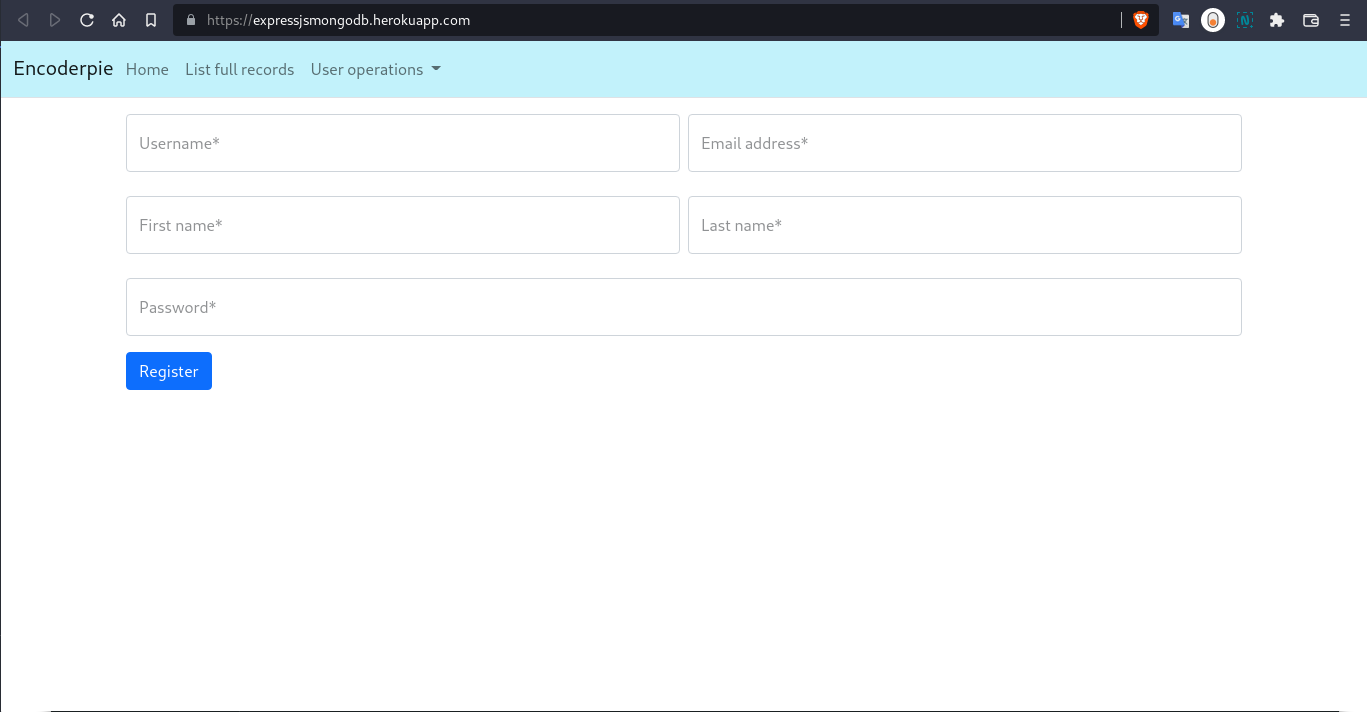 https://expressjsmongodb.herokuapp.com
Encoderpie Home List full records User operations
Username* Email address*
First name* Last name*
Password*
Register